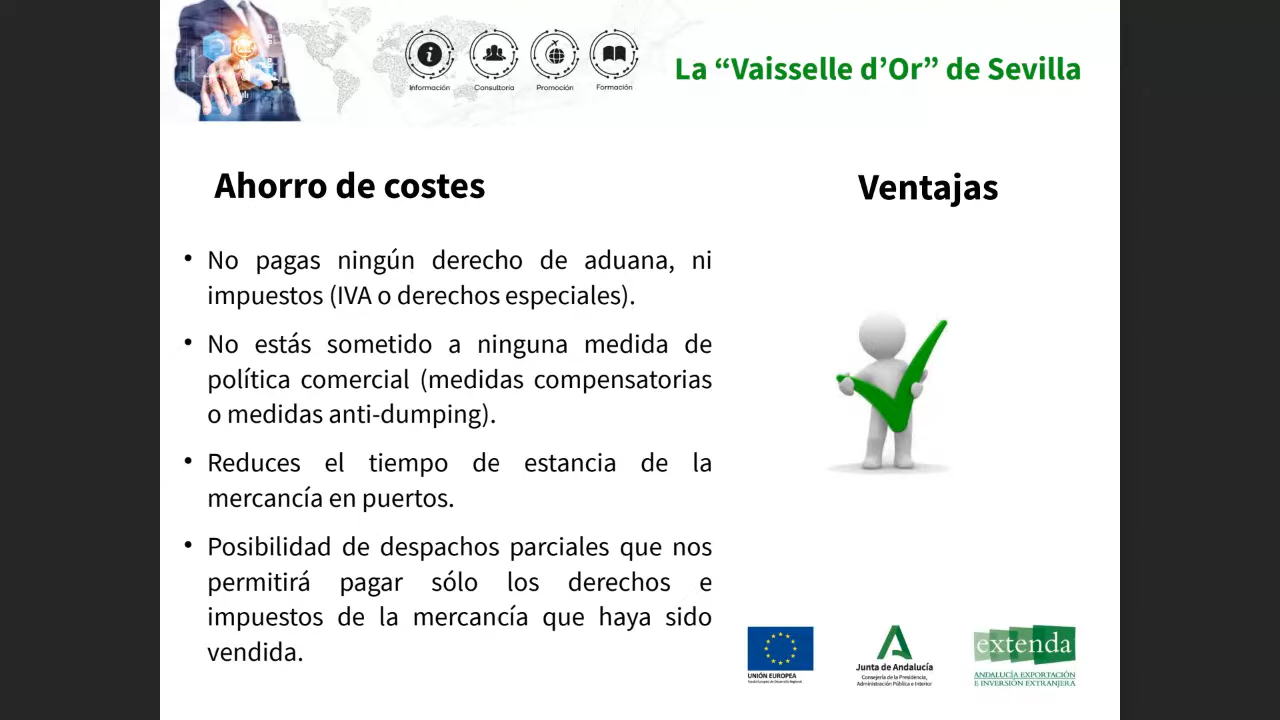 Información
Consultoría
Promoción
Formación
La “Vaisselle d’Or” de Sevilla
Ahorro de costes
Ventajas
• No pagas ningún derecho de aduana, ni
impuestos (IVA o derechos especiales).
• No estás sometido a ninguna medida de
política comercial (medidas compensatorias
o medidas anti-dumping).
• Reduces el tiempo de estancia de la
mercancía en puertos.
• Posibilidad de despachos parciales que nos
permitirá pagar sólo los derechos e
impuestos de la mercancía que haya sido
vendida.
UNIÓN EUROPEA
Fondo Europeo de Desarrollo Regional
Junta de Andalucía
Consejería de la Presidencia,
Administración Pública e Interior
extenda
ANDALUCÍA EXPORTACIÓN
E INVERSIÓN EXTRANJERA